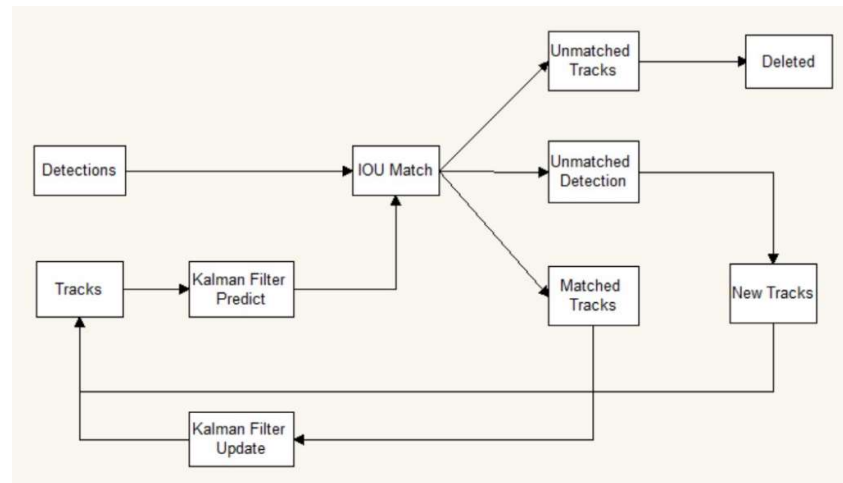 Unmatched
Tracks
Deleted
Detections
IOU Match
Unmatched
Detection
Tracks
Kalman Filter
Predict
Matched
Tracks
New Tracks
Kalman Filter
Update